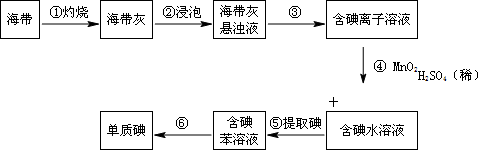 海带 ①灼烧 海带灰 ②浸泡 海带灰
悬浊液 ③ 含碘离子溶液
④ MnO₂
H₂SO₄(稀)
+
单质碘 ⑥ 含碘
苯溶液 ⑤提取碘 含碘水溶液